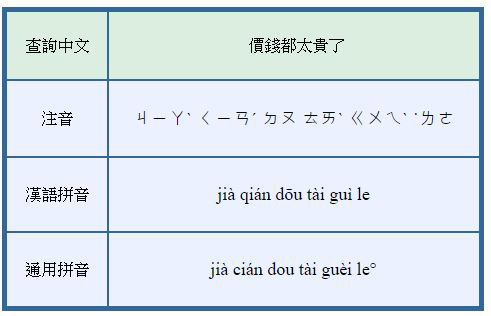 查詢中文 價錢都太貴了
注音 ㄐㄧㄚˋ ㄑㄧㄢˊ ㄉㄡ ㄊㄞˋ ㄍㄨㄟˋ ˙ㄌㄜ
漢語拼音 jià qián dōu tài guì le
通用拼音 jià cián dou tài guèi le°